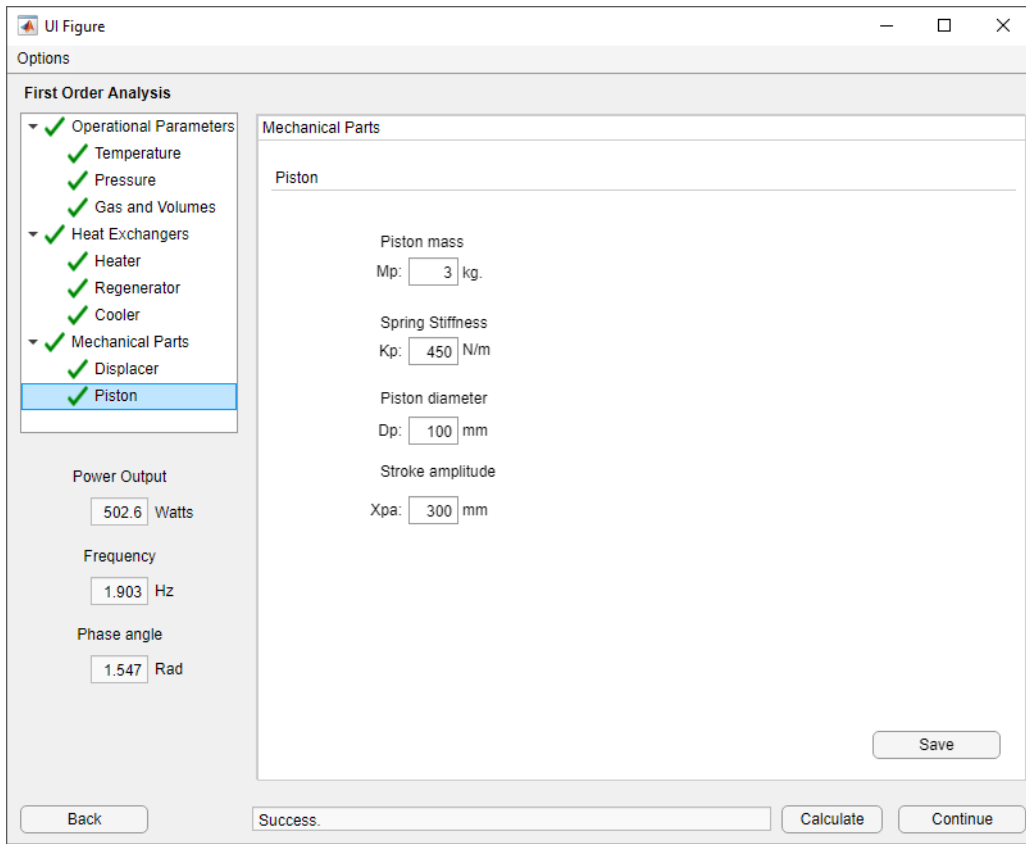 UI Figure
Options
First Order Analysis
Operational Parameters
Temperature
Pressure
Gas and Volumes
Heat Exchangers
Heater
Regenerator
Cooler
Mechanical Parts
Displacer
Piston
Power Output
502.6 Watts
Frequency
1.903 Hz
Phase angle
1.547 Rad
Mechanical Parts
Piston
Piston mass
Mp: 3 kg.
Spring Stiffness
Kp: 450 N/m
Piston diameter
Dp: 100 mm
Stroke amplitude
Xpa: 300 mm
Save
Back
Success.
Calculate
Continue